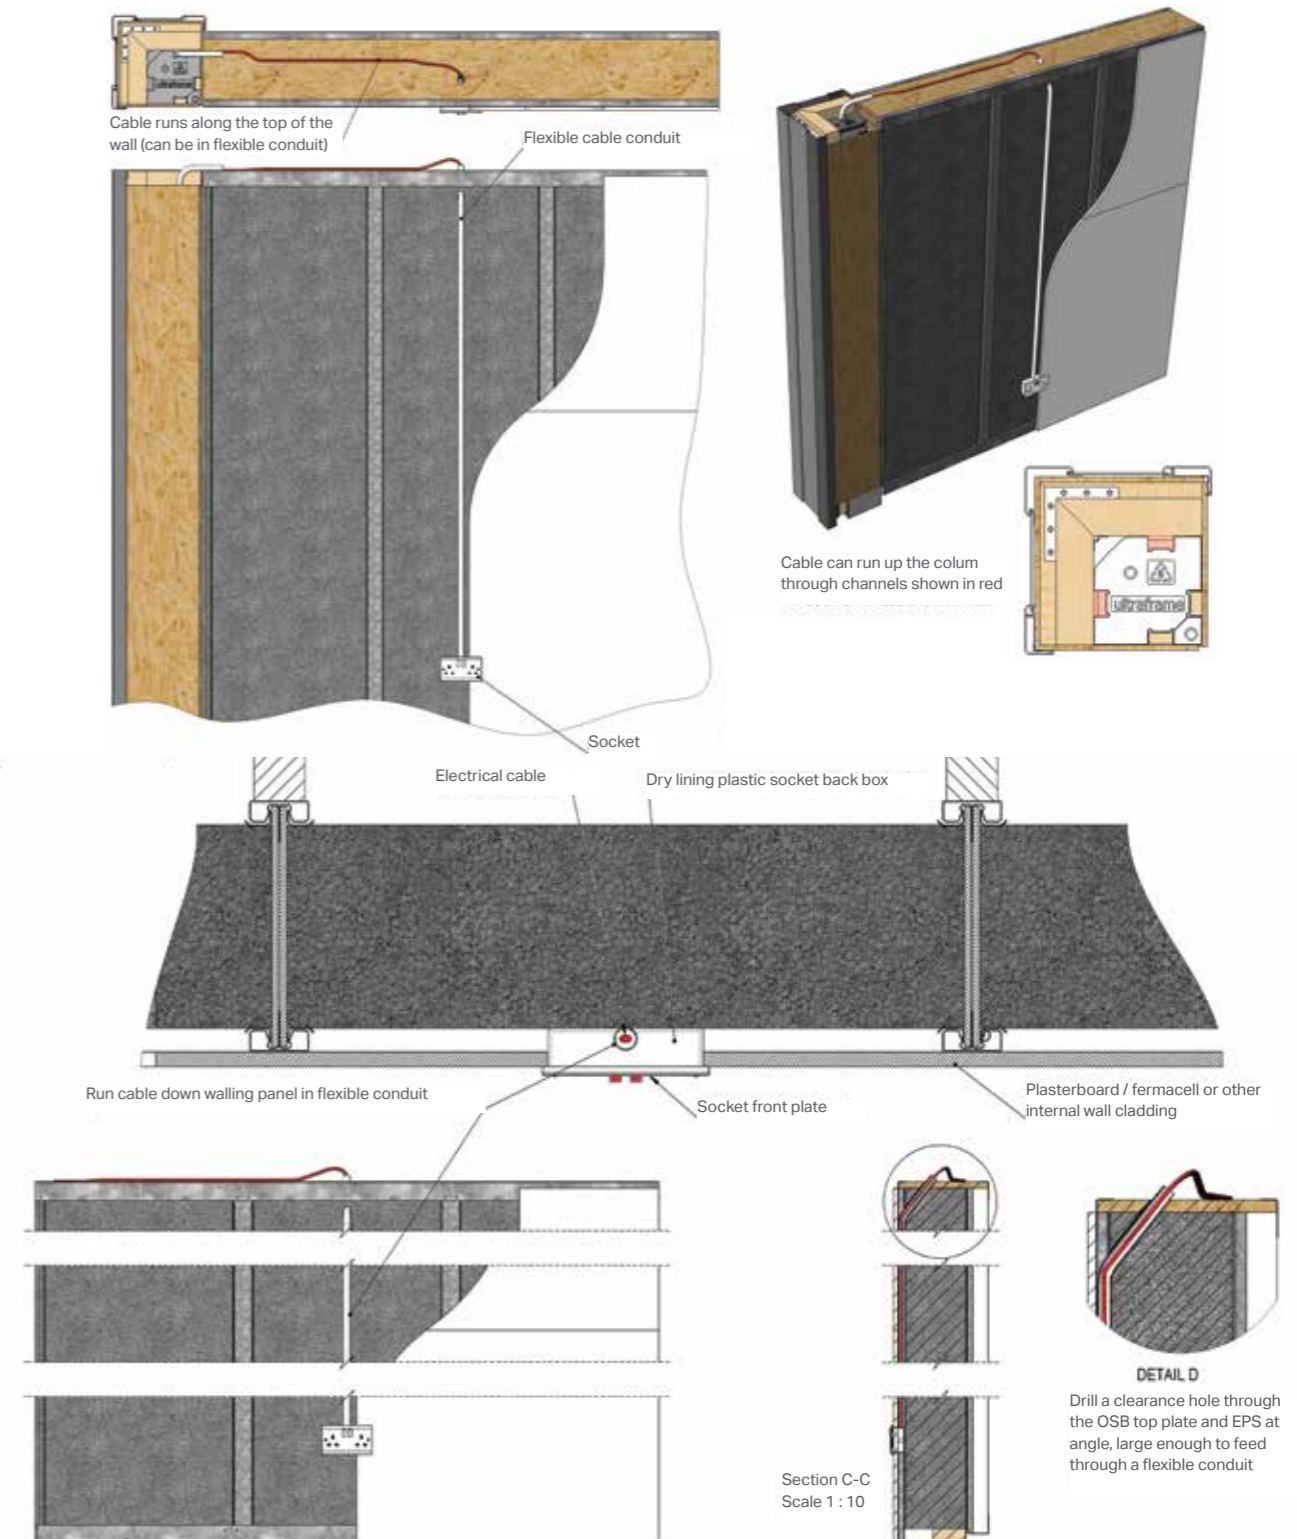 Cable runs along the top of the
wall (can be in flexible conduit)
Flexible cable conduit
Socket
Cable can run up the colum
through channels shown in red
ultraframe
Electrical cable
Dry lining plastic socket back box
Run cable down walling panel in flexible conduit
Socket front plate
Plasterboard / fermacell or other
internal wall cladding
DETAIL D
Drill a clearance hole through
the OSB top plate and EPS at
angle, large enough to feed
through a flexible conduit
Section C-C
Scale 1 : 10